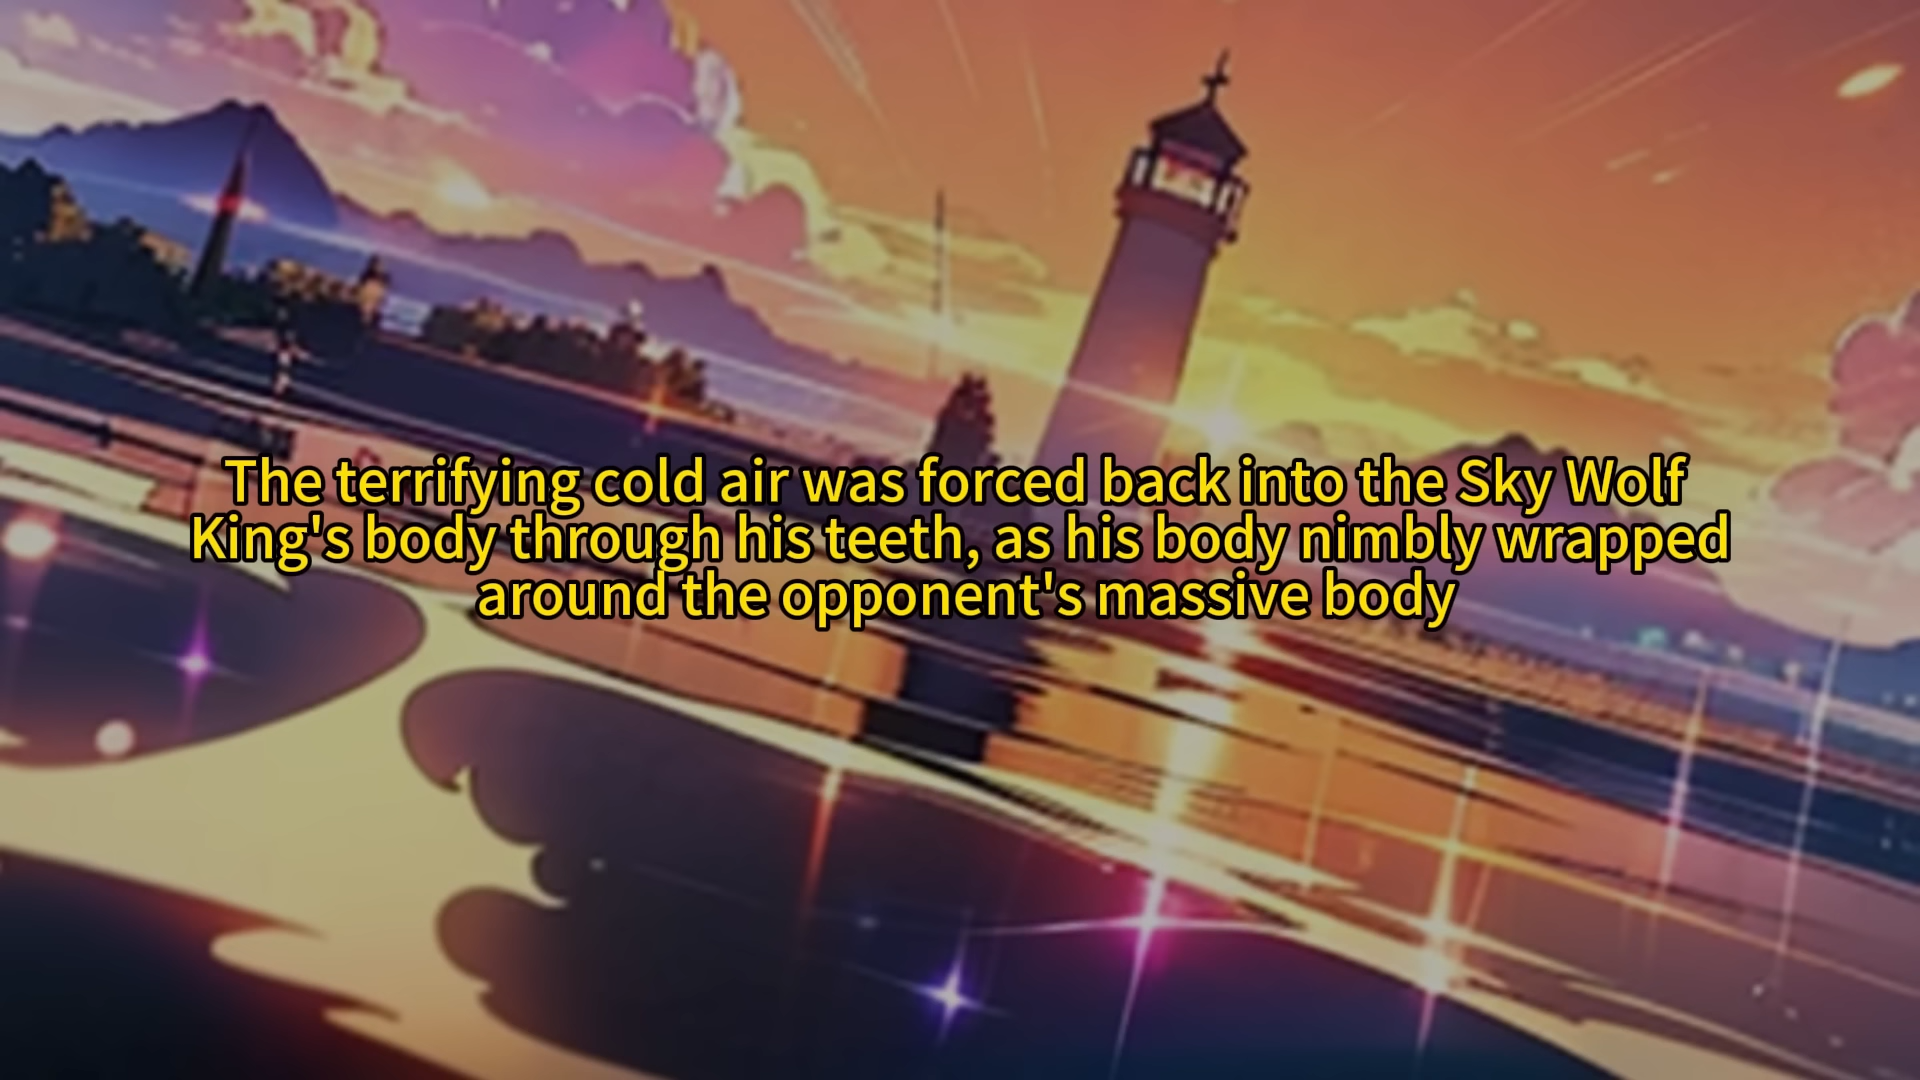 The terrifying cold air was forced back into the Sky Wolf
King's body through his teeth, as his body nimbly wrapped
around the opponent's massive body